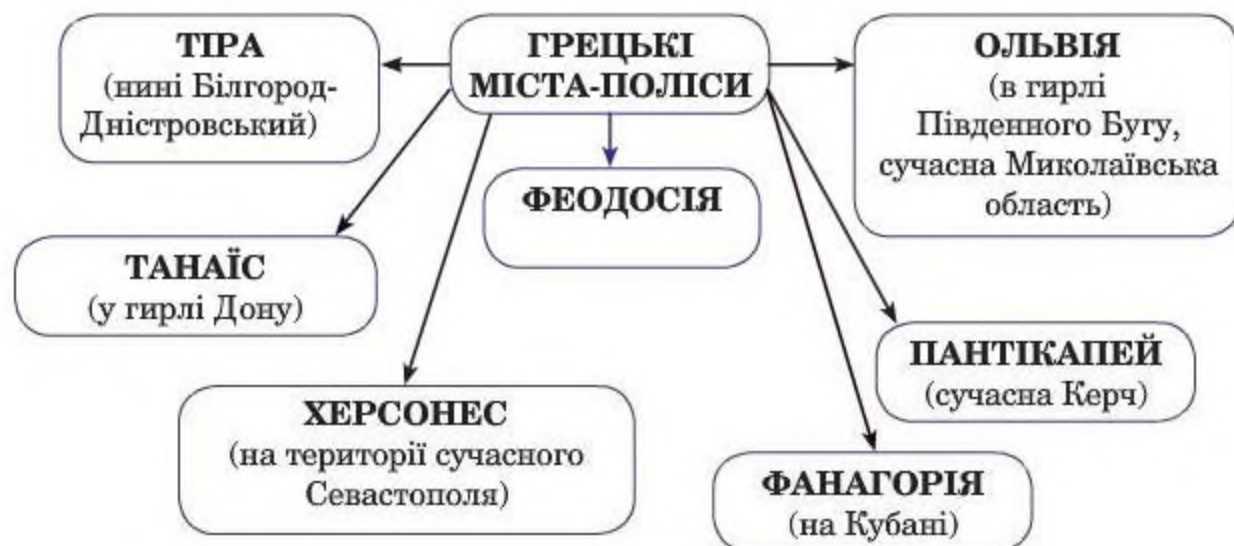 ТІРА
(нині Білгород-
Дністровський)
ГРЕЦЬКІ
МІСТА-ПОЛІСИ
ОЛЬВІЯ
(в гирлі
Південного Бугу,
сучасна Миколаївська
область)
ФЕОДОСІЯ
ТАНАЇС
(у гирлі Дону)
ПАНТІКАПЕЙ
(сучасна Керч)
ХЕРСОНЕС
(на території сучасного
Севастополя)
ФАНАГОРІЯ
(на Кубані)